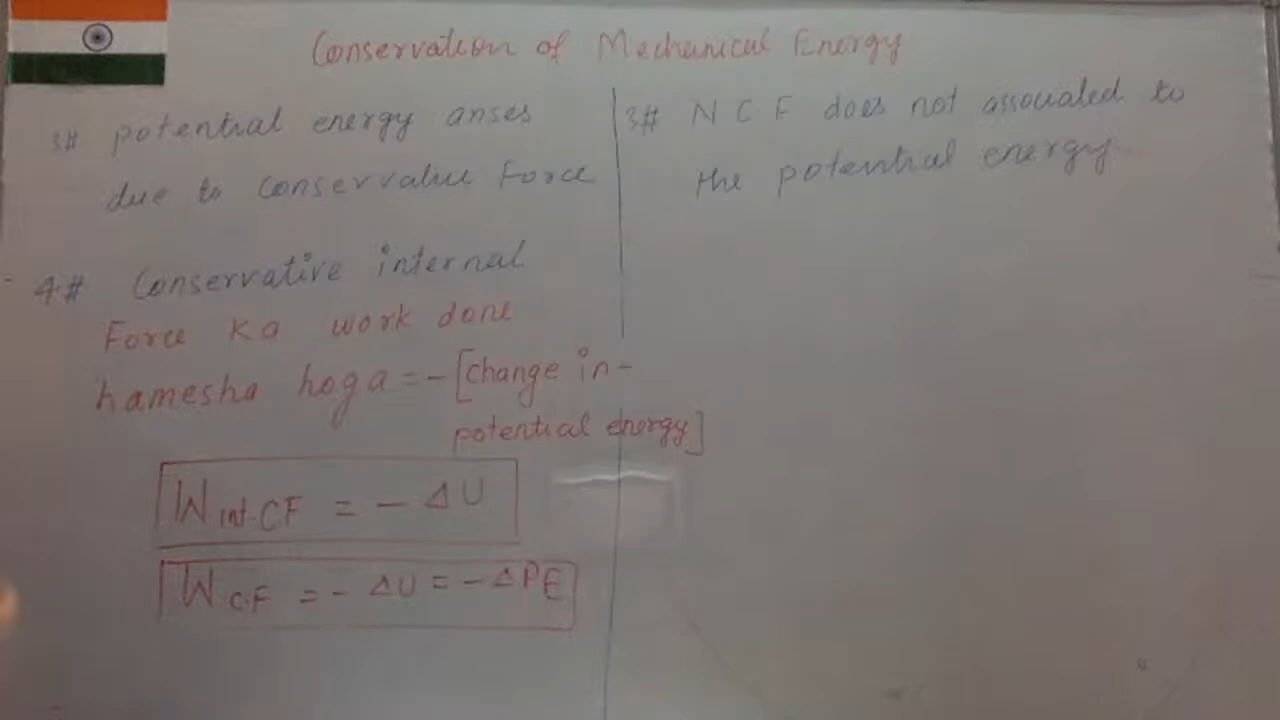 Conservation of Mechanical Energy
3# potential energy arises
due to conservative Force
4# Conservative internal
Force Ka work done
hamesha hoga = - [change in-
potential energy]
W int.CF = - ΔU
W C.F = - ΔU = - ΔPE
3# N C F does not associated to
the potential energy.